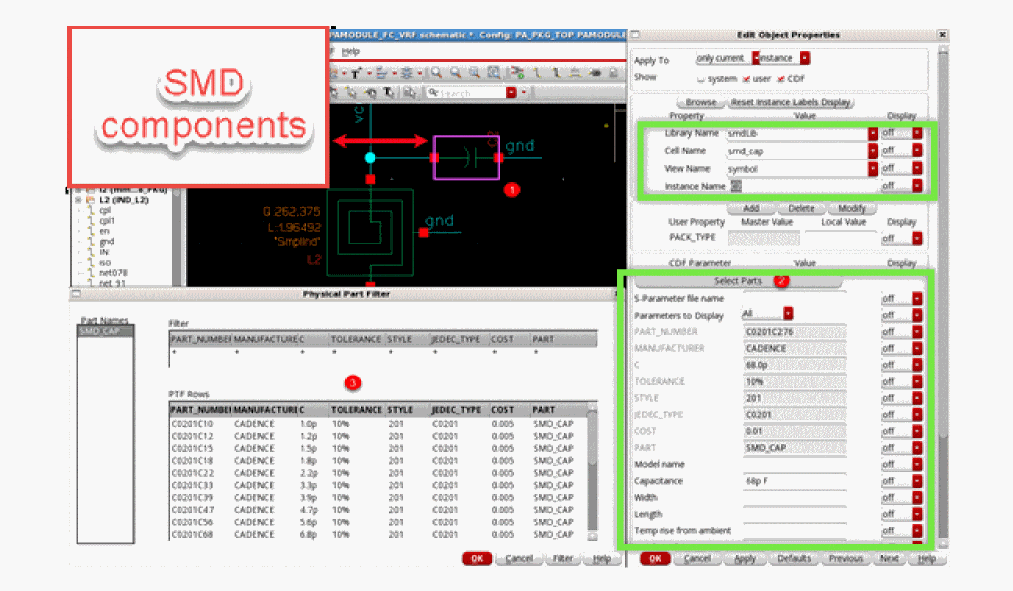 SMD
components
PAMODULE_FC_VRF schematic *  Config: PA_PKG_TOP PAMODULE
Help
Search
vc
gnd
1
G 262.375
L:1.96492
"SmplInd"
L2
gnd
L2 (IND_L2)
cpl
cpl1
en
gnd
IN
iso
net078
net_91
Physical Part Filter
Part Names
SMD_CAP
Filter
PART_NUMBER MANUFACTURE C TOLERANCE STYLE JEDEC_TYPE COST PART
* * * * * * * *
3
PTF Rows
PART_NUMBE MANUFACTURI C TOLERANCE STYLE JEDEC_TYPE COST PART
C0201C10 CADENCE 1.0p 10% 201 C0201 0.005 SMD_CAP
C0201C12 CADENCE 1.2p 10% 201 C0201 0.005 SMD_CAP
C0201C15 CADENCE 1.5p 10% 201 C0201 0.005 SMD_CAP
C0201C18 CADENCE 1.8p 10% 201 C0201 0.005 SMD_CAP
C0201C22 CADENCE 2.2p 10% 201 C0201 0.005 SMD_CAP
C0201C33 CADENCE 3.3p 10% 201 C0201 0.005 SMD_CAP
C0201C39 CADENCE 3.9p 10% 201 C0201 0.005 SMD_CAP
C0201C47 CADENCE 4.7p 10% 201 C0201 0.005 SMD_CAP
C0201C56 CADENCE 5.6p 10% 201 C0201 0.005 SMD_CAP
C0201C68 CADENCE 6.8p 10% 201 C0201 0.005 SMD_CAP
OK Cancel Filter Help
Edit Object Properties
Apply To only current instance
Show system user CDF
Browse Reset Instance Labels Display
Property Value Display
Library Name smdLib off
Cell Name smd_cap off
View Name symbol off
Instance Name off
Add Delete Modify
User Property Master Value Local Value Display
PACK_TYPE off
CDF Parameter Value Display
Select Parts 2
S-Parameter file name off
Parameters to Display All off
PART_NUMBER C0201C276 off
MANUFACTURER CADENCE off
C 68.0p off
TOLERANCE 10% off
STYLE 201 off
JEDEC_TYPE C0201 off
COST 0.01 off
PART SMD_CAP off
Model name off
Capacitance 68p F off
Width off
Length off
Temp rise from ambient off
OK Cancel Apply Defaults Previous Next Help